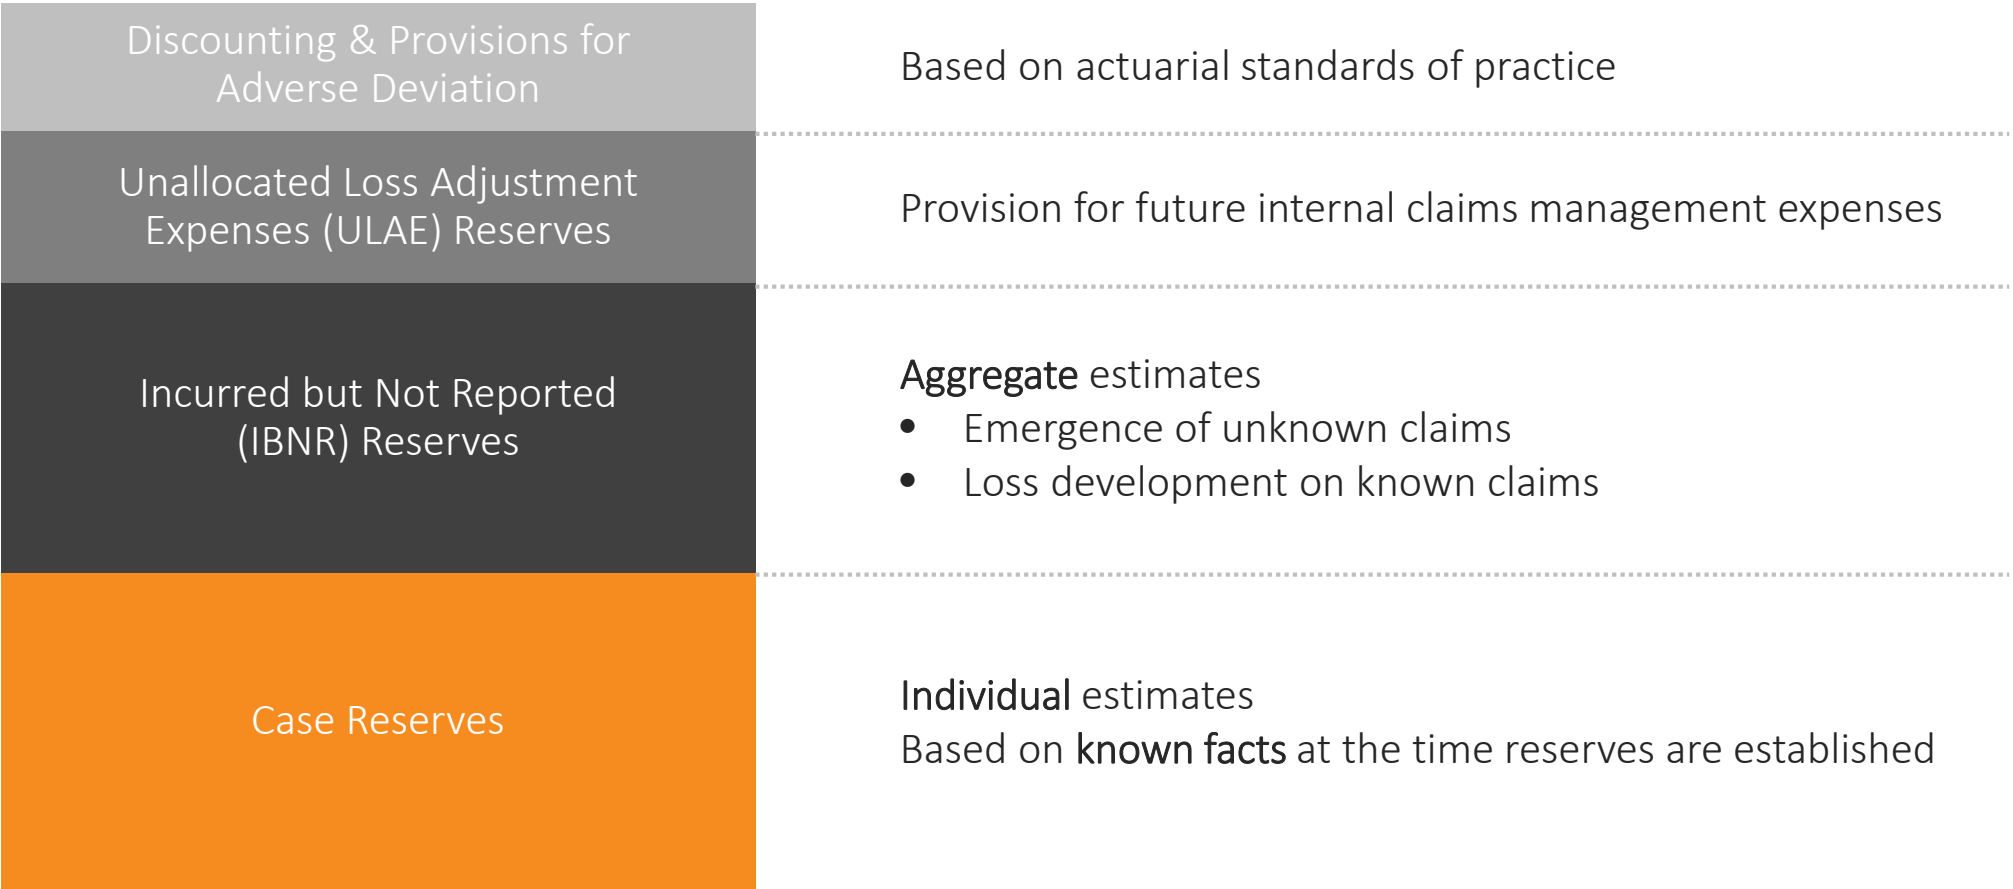 Discounting & Provisions for
Adverse Deviation
Based on actuarial standards of practice
Unallocated Loss Adjustment
Expenses (ULAE) Reserves
Provision for future internal claims management expenses
Incurred but Not Reported
(IBNR) Reserves
Aggregate estimates
• Emergence of unknown claims
• Loss development on known claims
Case Reserves
Individual estimates
Based on known facts at the time reserves are established